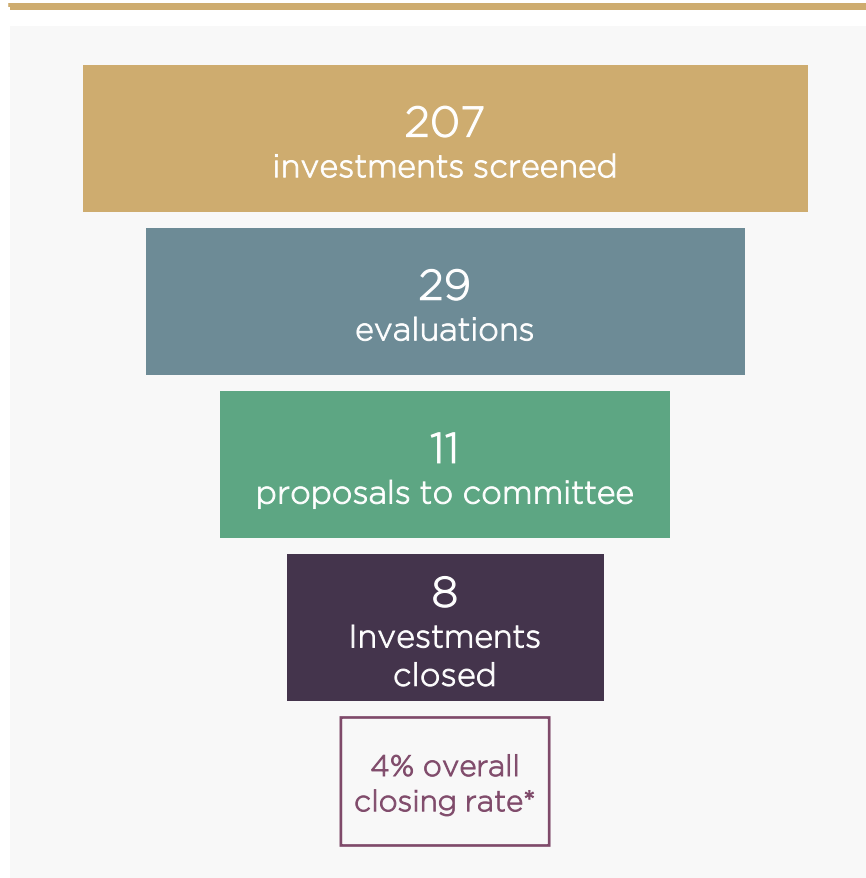 207
investments screened
29
evaluations
11
proposals to committee
8
Investments
closed
4% overall
closing rate*